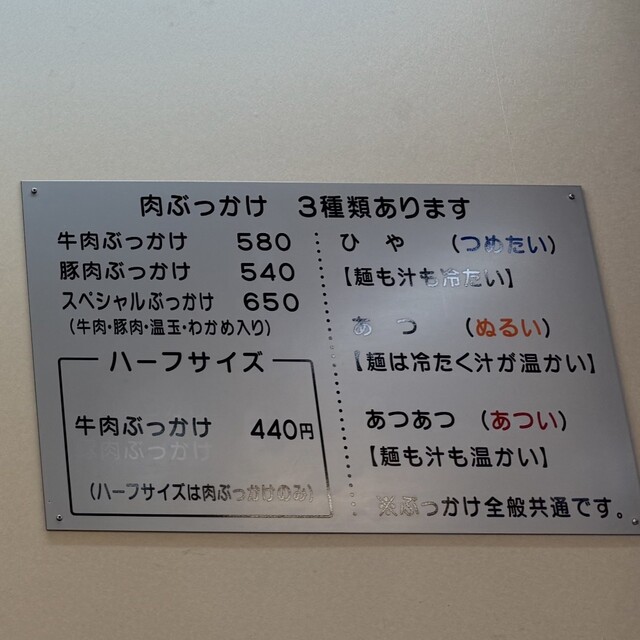 肉ぶっかけ　3種類あります
牛肉ぶっかけ　580
豚肉ぶっかけ　540
スペシャルぶっかけ　650
（牛肉・豚肉・温玉・わかめ入り）
ハーフサイズ
牛肉ぶっかけ　440円
豚肉ぶっかけ
（ハーフサイズは肉ぶっかけのみ）
ひや　（つめたい）
【麺も汁も冷たい】
あつ　（ぬるい）
【麺は冷たく汁が温かい】
あつあつ（あつい）
【麺も汁も温かい】
※ぶっかけ全般共通です。